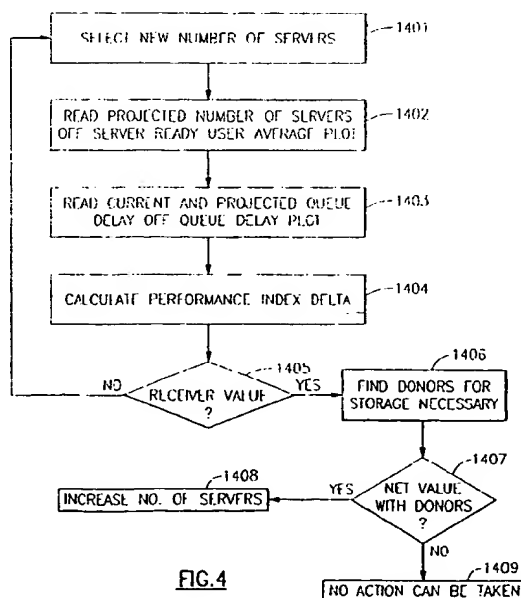 SELECT NEW NUMBER OF SERVERS
1401
READ PROJECTED NUMBER OF SERVERS
OFF SERVER READY USER AVERAGE PLOT
1402
READ CURRENT AND PROJECTED QUEUE
DELAY OFF QUEUE DELAY PLOT
1403
CALCULATE PERFORMANCE INDEX DELTA
1404
1405
NO
RECEIVER VALUE
?
YES
1406
FIND DONORS FOR
STORAGE NECESSARY
1407
NET VALUE
WITH DONORS
?
YES
1408
INCREASE NO. OF SERVERS
NO
1409
NO ACTION CAN BE TAKEN
FIG.4